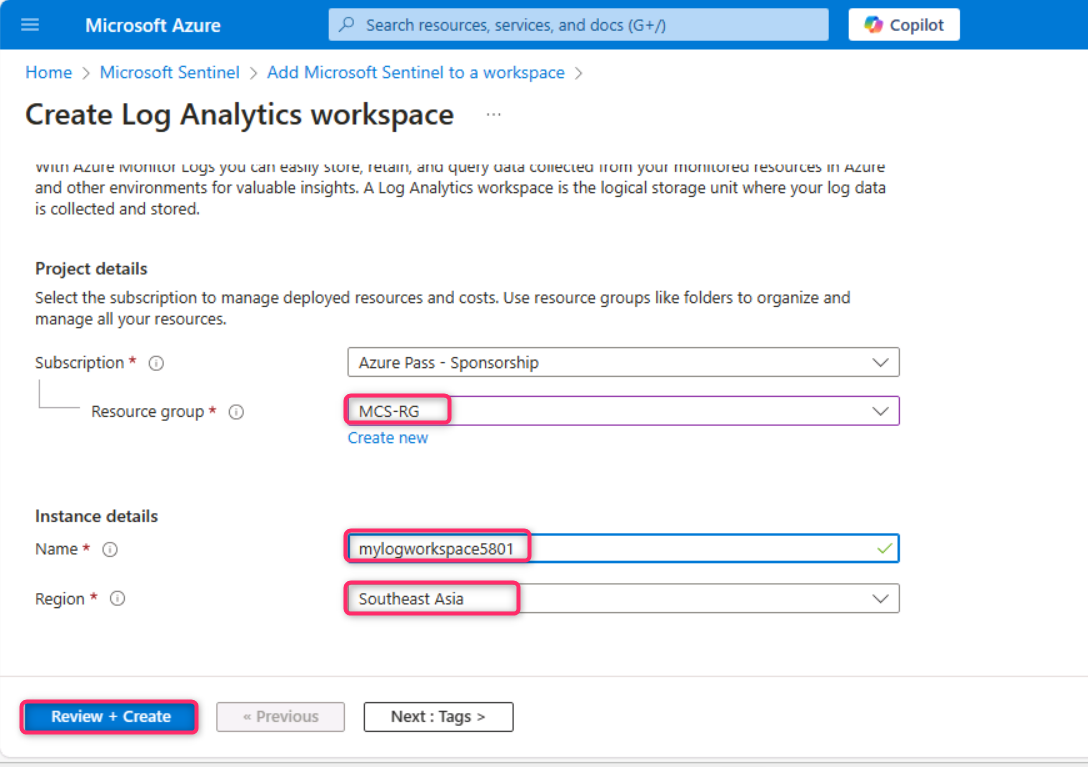 Microsoft Azure
Search resources, services, and docs (G+/)
Copilot
Home > Microsoft Sentinel > Add Microsoft Sentinel to a workspace >
Create Log Analytics workspace ...
With Azure Monitor Logs you can easily store, retain, and query data collected from your monitored resources in Azure
and other environments for valuable insights. A Log Analytics workspace is the logical storage unit where your log data
is collected and stored.
Project details
Select the subscription to manage deployed resources and costs. Use resource groups like folders to organize and
manage all your resources.
Subscription *
Azure Pass - Sponsorship
Resource group *
MCS-RG
Create new
Instance details
Name *
mylogworkspace5801
Region *
Southeast Asia
Review + Create
« Previous
Next : Tags >